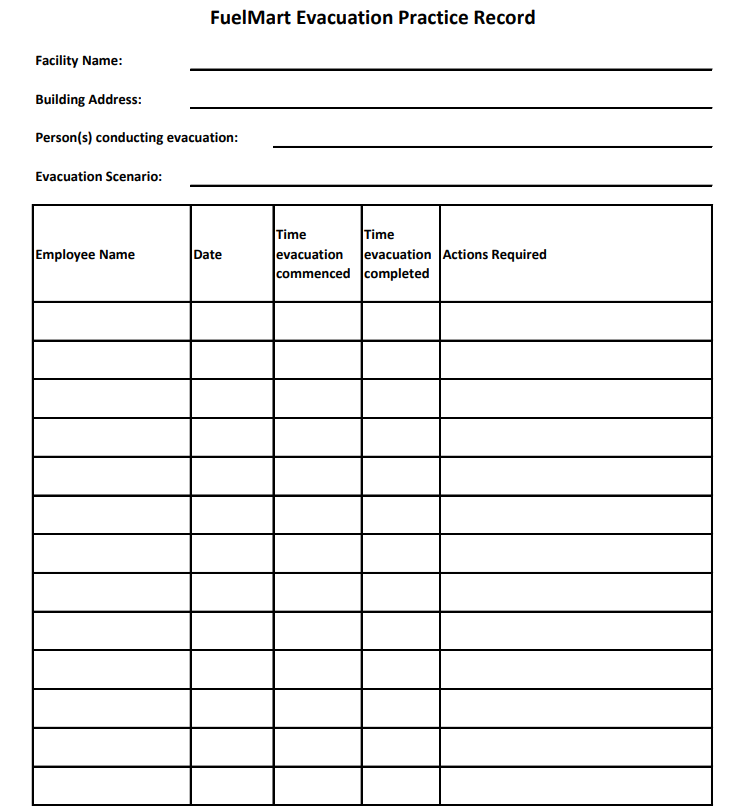 FuelMart Evacuation Practice Record
Facility Name:
Building Address:
Person(s) conducting evacuation:
Evacuation Scenario:
Employee Name
Date
Time
evacuation
commenced
Time
evacuation
completed
Actions Required